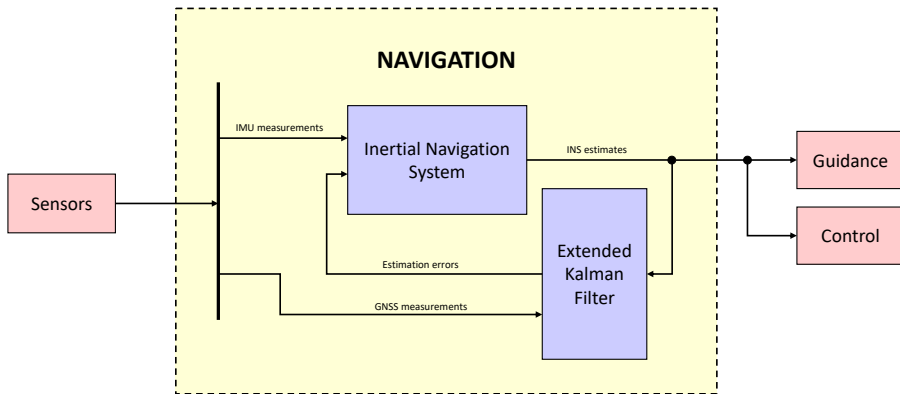 NAVIGATION
IMU measurements
Inertial Navigation
System
INS estimates
Guidance
Sensors
Control
Extended
Kalman
Filter
Estimation errors
GNSS measurements